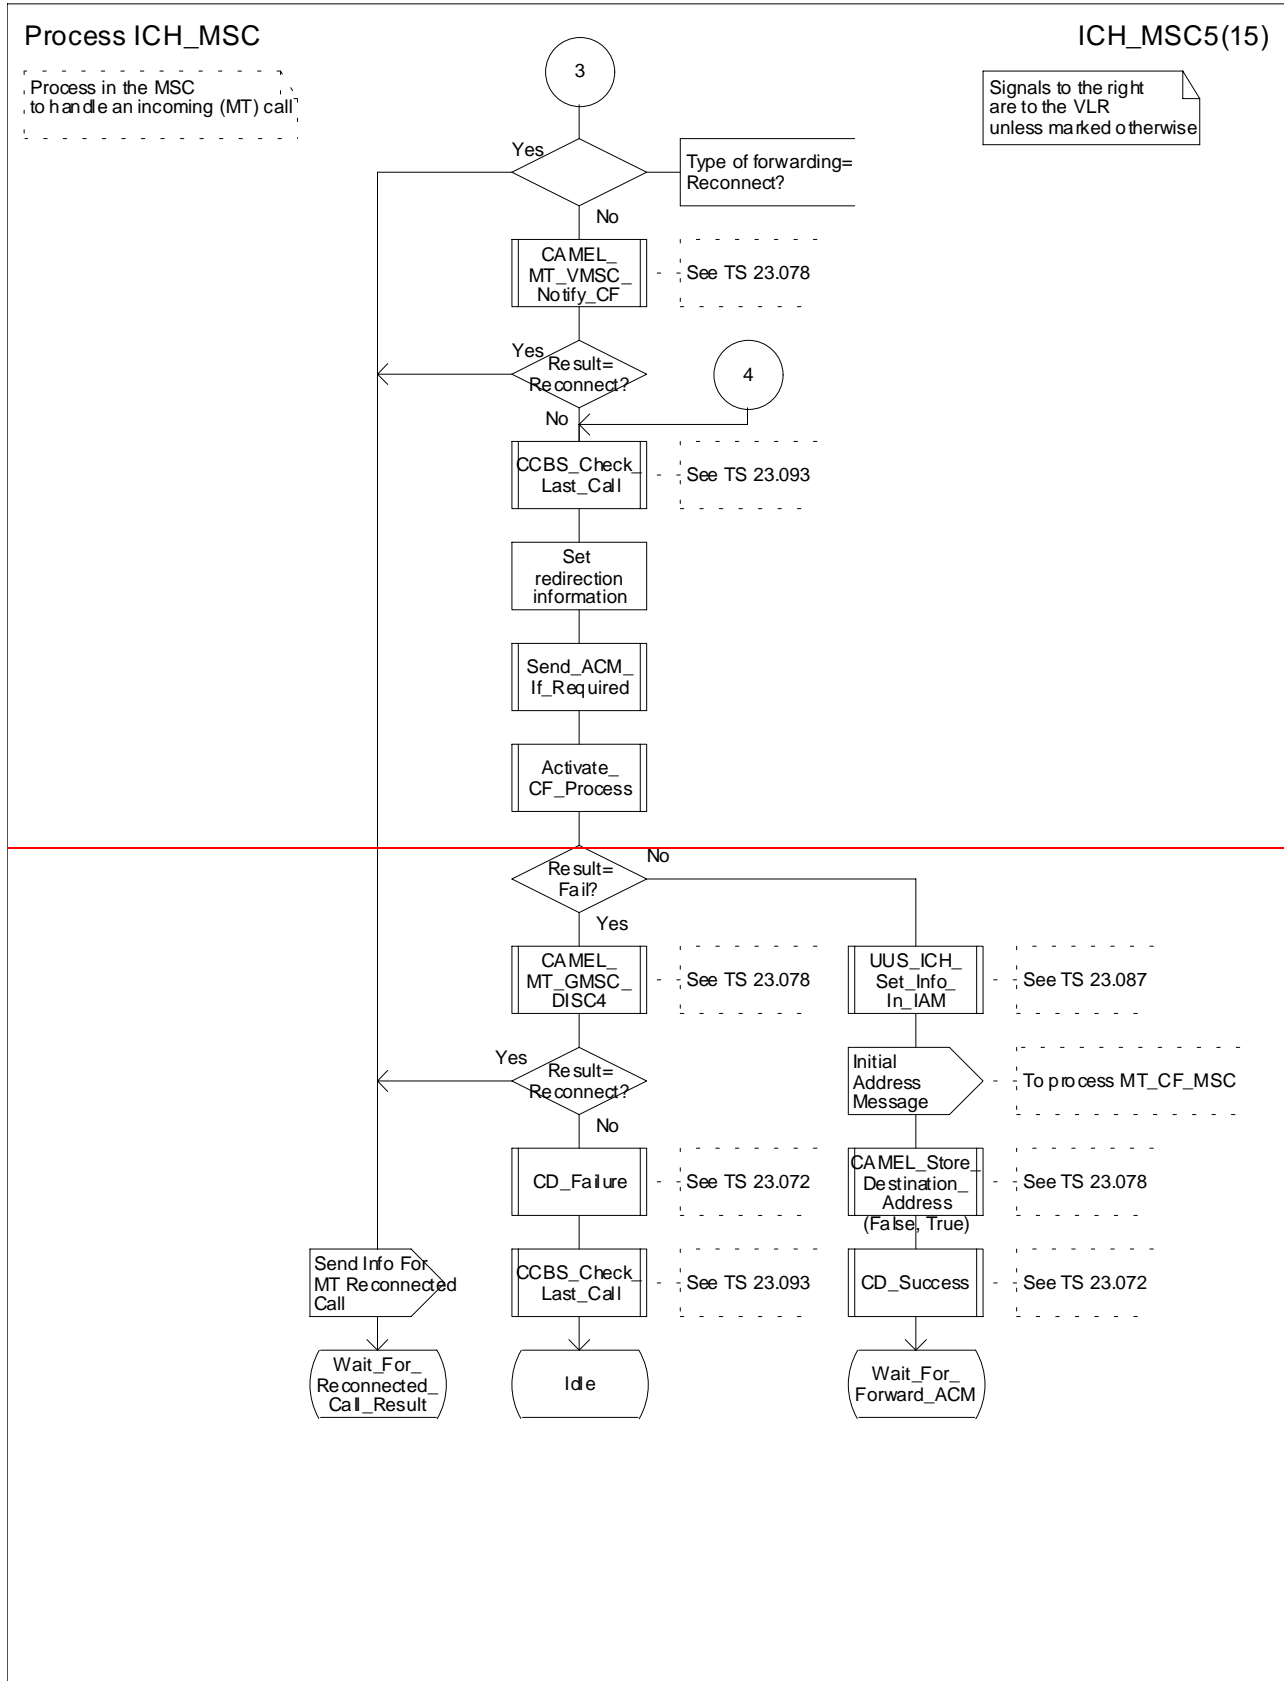 Process ICH_MSC
ICH_MSC5(15)
Process in the MSC
to handle an incoming (MT) call
Signals to the right
are to the VLR
unless marked otherwise
3
Yes
Type of forwarding=
Reconnect?
No
CAMEL_
MT_VMSC_
Notify_CF
See TS 23.078
Yes
Result=
Reconnect?
4
No
CCBS_Check_
Last_Call
See TS 23.093
Set
redirection
information
Send_ACM_
If_Required
Activate_
CF_Process
No
Result=
Fail?
Yes
CAMEL_
MT_GMSC_
DISC4
See TS 23.078
UUS_ICH_
Set_Info_
In_IAM
See TS 23.087
Yes
Result=
Reconnect?
Initial
Address
Message
To process MT_CF_MSC
No
CD_Failure
See TS 23.072
CAMEL_Store_
Destination_
Address
(False, True)
See TS 23.078
Send Info For
MT Reconnected
Call
CCBS_Check_
Last_Call
See TS 23.093
CD_Success
See TS 23.072
Wait_For_
Reconnected_
Call_Result
Idle
Wait_For_
Forward_ACM